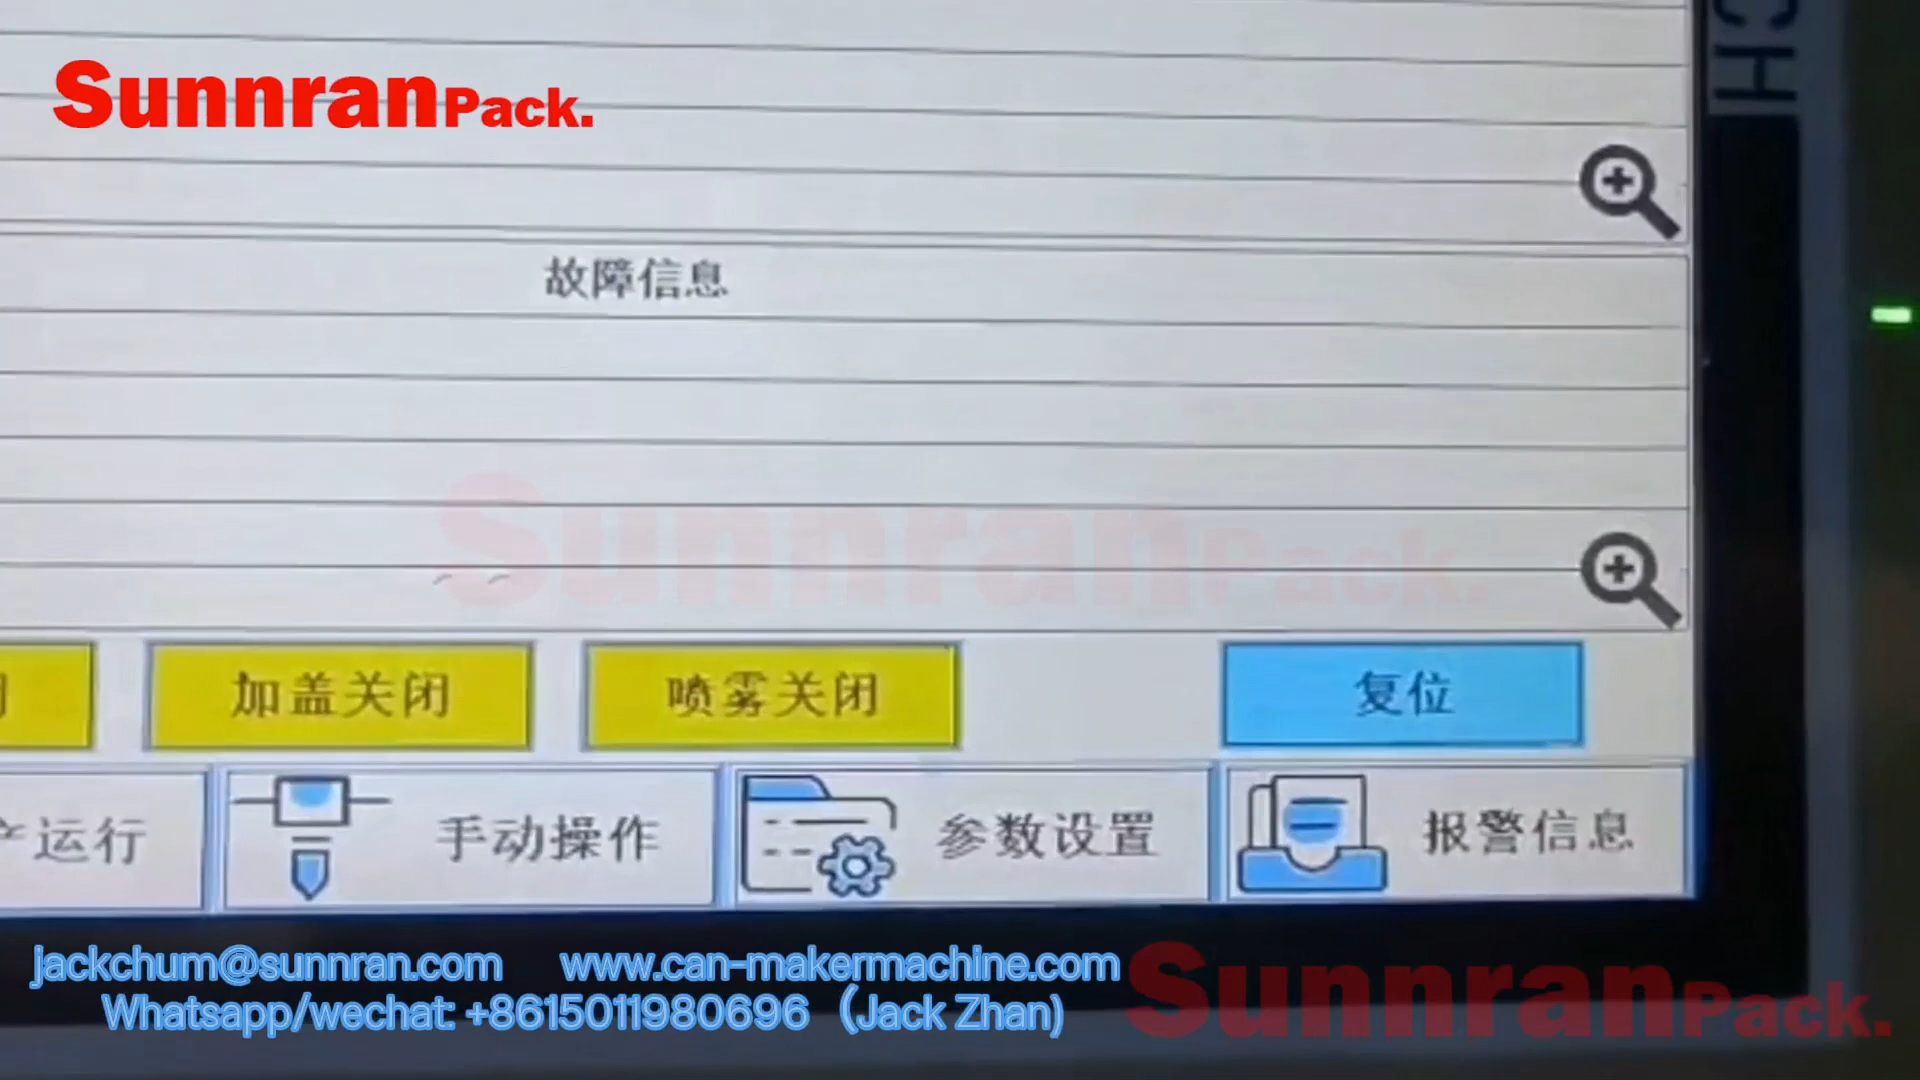 CH
SunnranPack.
故障信息
SunnranPack.
加盖关闭
喷雾关闭
复位
运行
手动操作
参数设置
报警信息
jackchum@sunnran.com www.can-makermachine.com
Whatsapp/wechat: +8615011980696（Jack Zhan)
SunnranPack.